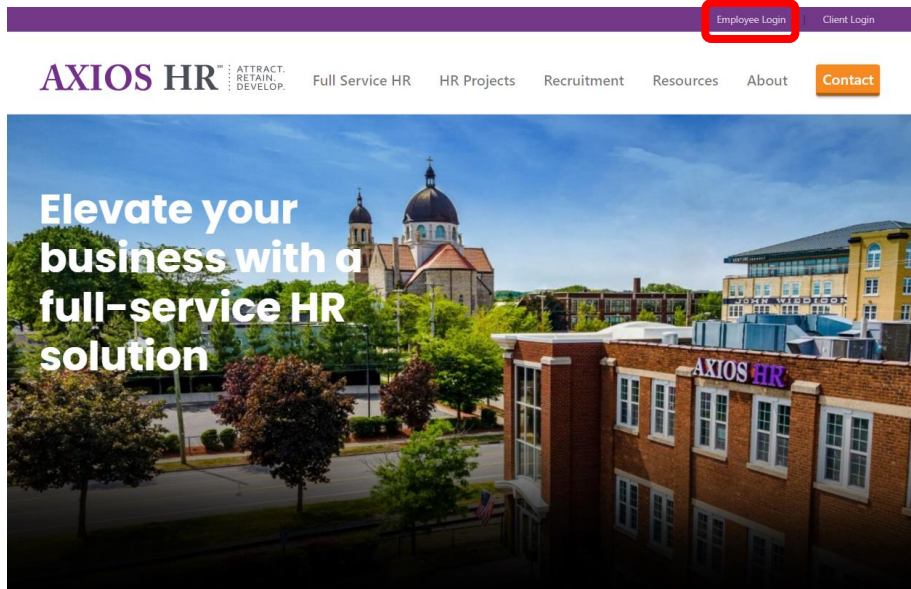 Employee Login | Client Login
AXIOS HR™ ATTRACT. RETAIN. DEVELOP.
Full Service HR HR Projects Recruitment Resources About Contact
Elevate your
business with a
full-service HR
solution
JOHN WIDDICOMB
AXIOS HR